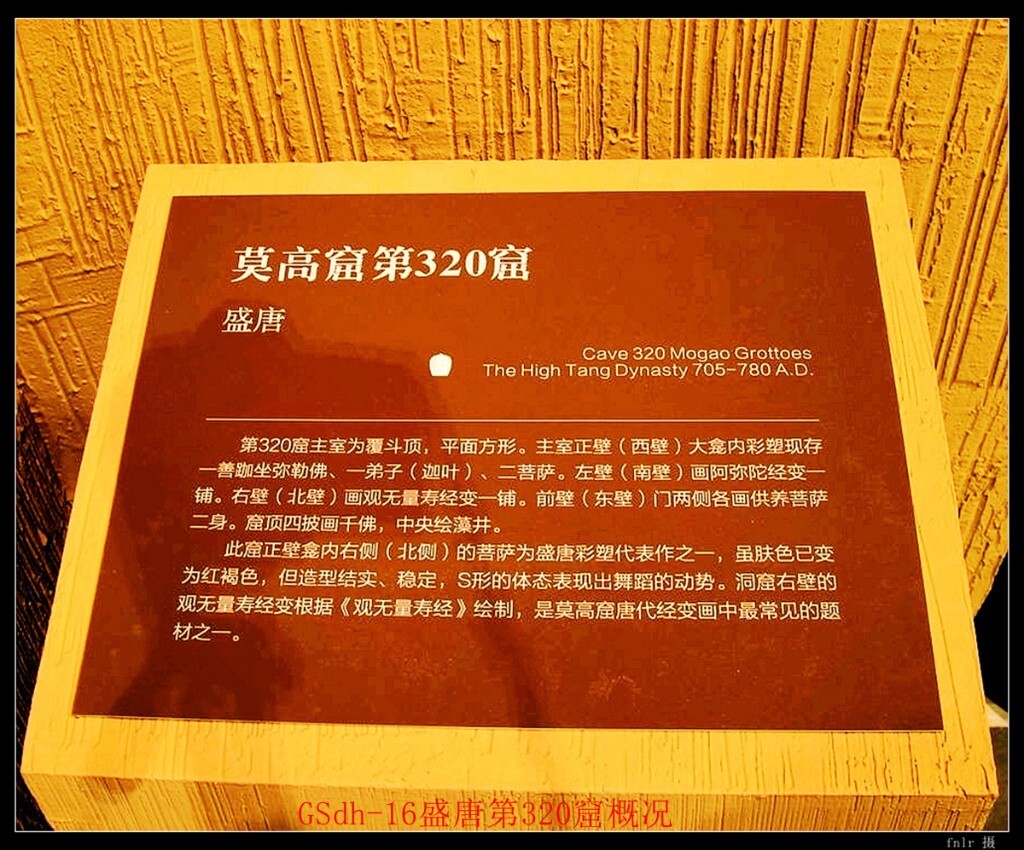 莫高窟第320窟
盛唐
Cave 320 Mogao Grottoes
The High Tang Dynasty 705-780 A.D.
第320窟主室为覆斗顶，平面方形。主室正壁（西壁）大龛内彩塑现存
一善跏坐弥勒佛、一弟子（迦叶）、二菩萨。左壁（南壁）画阿弥陀经变一
铺。右壁（北壁）画观无量寿经变一铺。前壁（东壁）门两侧各画供养菩萨
二身。窟顶四披画千佛，中央绘藻井。
此窟正壁龛内右侧（北侧）的菩萨为盛唐彩塑代表作之一，虽肤色已变
为红褐色，但造型结实、稳定，S形的体态表现出舞蹈的动势。洞窟右壁的
观无量寿经变根据《观无量寿经》绘制，是莫高窟唐代经变画中最常见的题
材之一。
GSdh-16盛唐第320窟概况
fnlr 摄